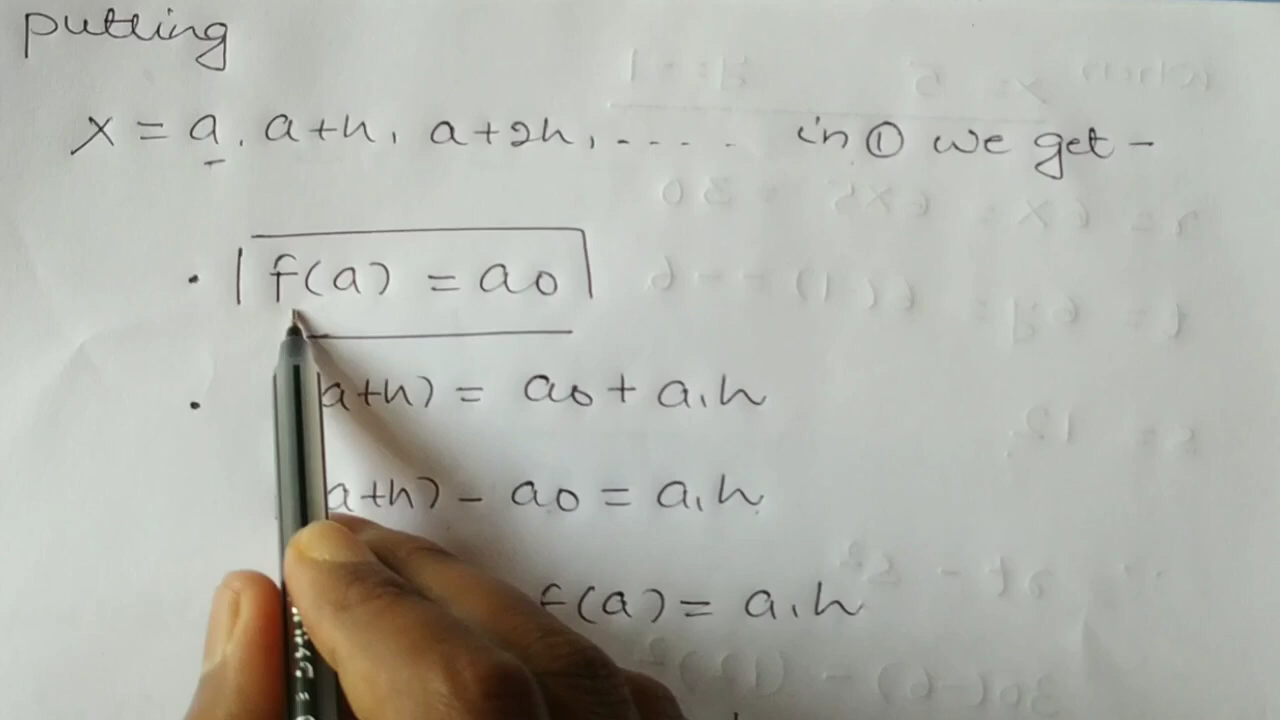 putting
x = a, a+h, a+2h, ..... in ① we get -
. f(a) = a0
. a+h) = a0 + a1h
a+h) - a0 = a1h
f(a) = a1h